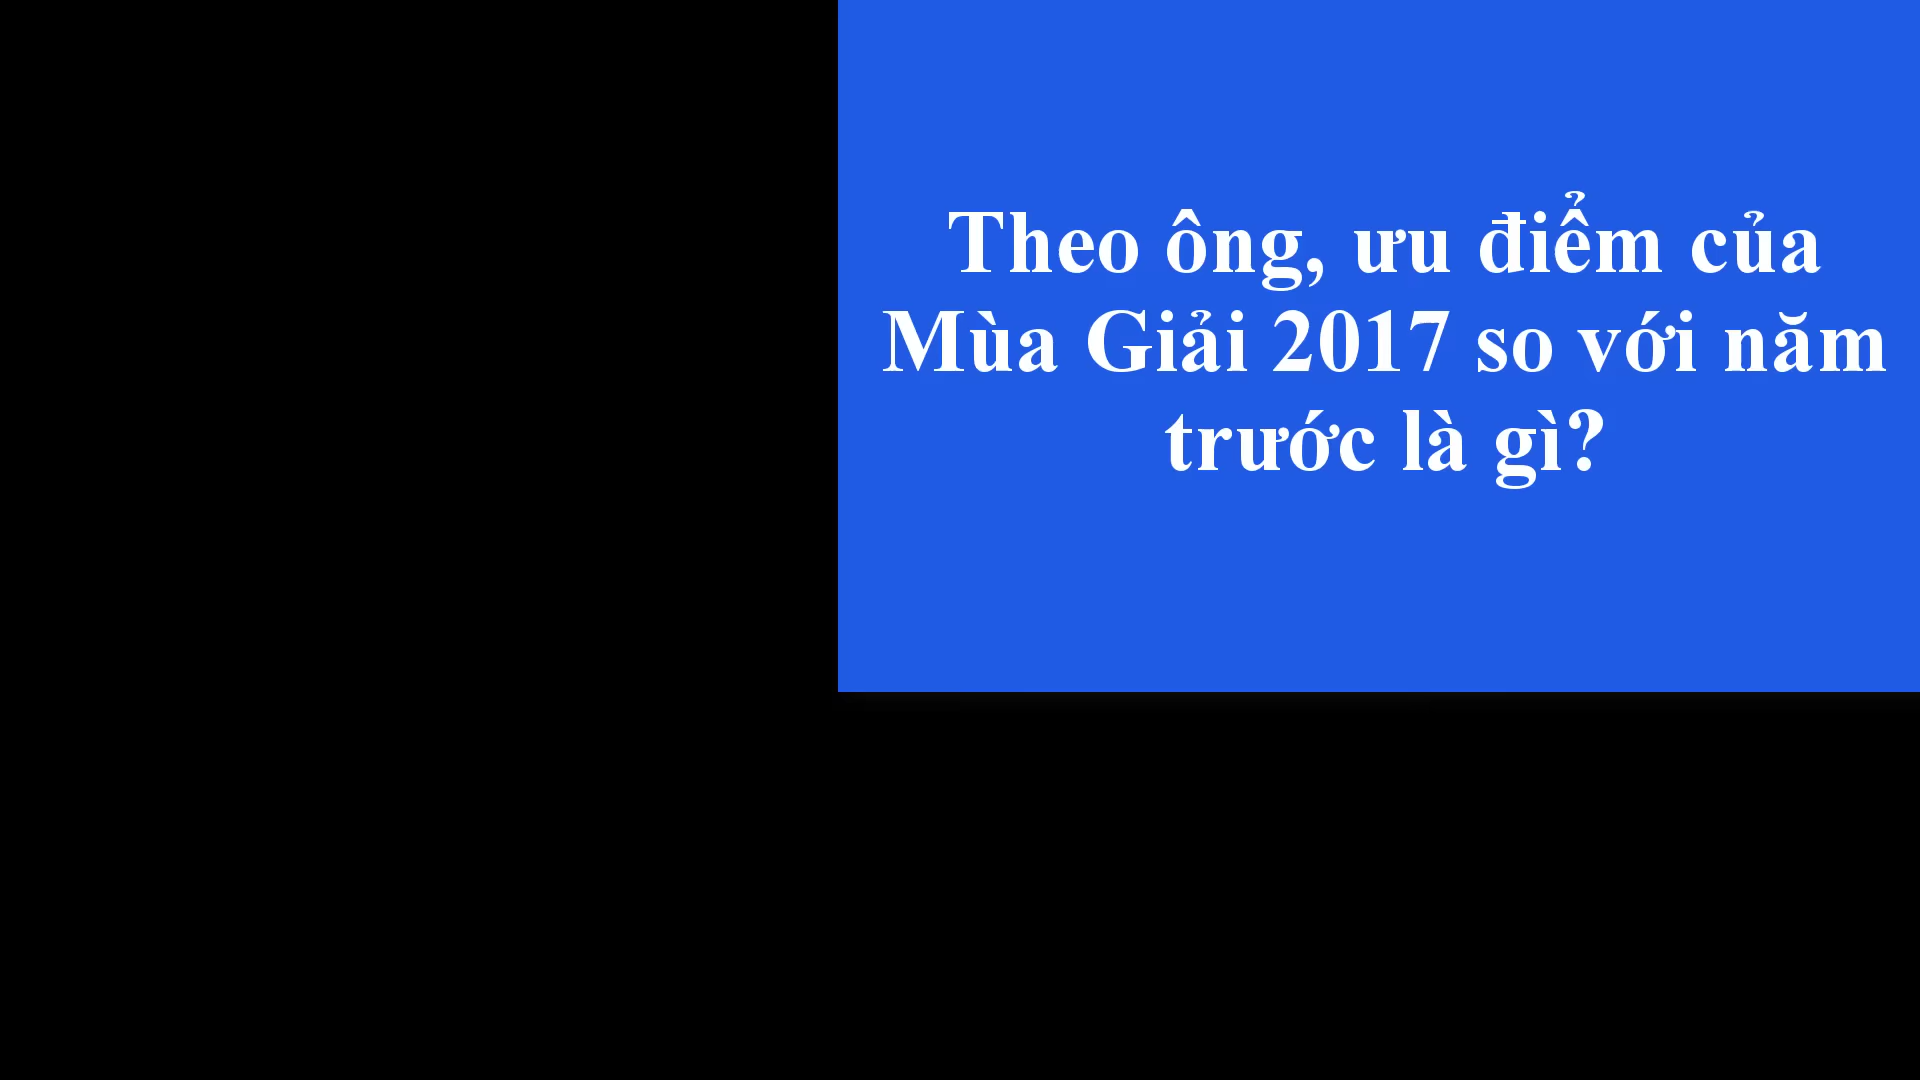 Theo ông, ưu điểm của
Mùa Giải 2017 so với năm
trước là gì?